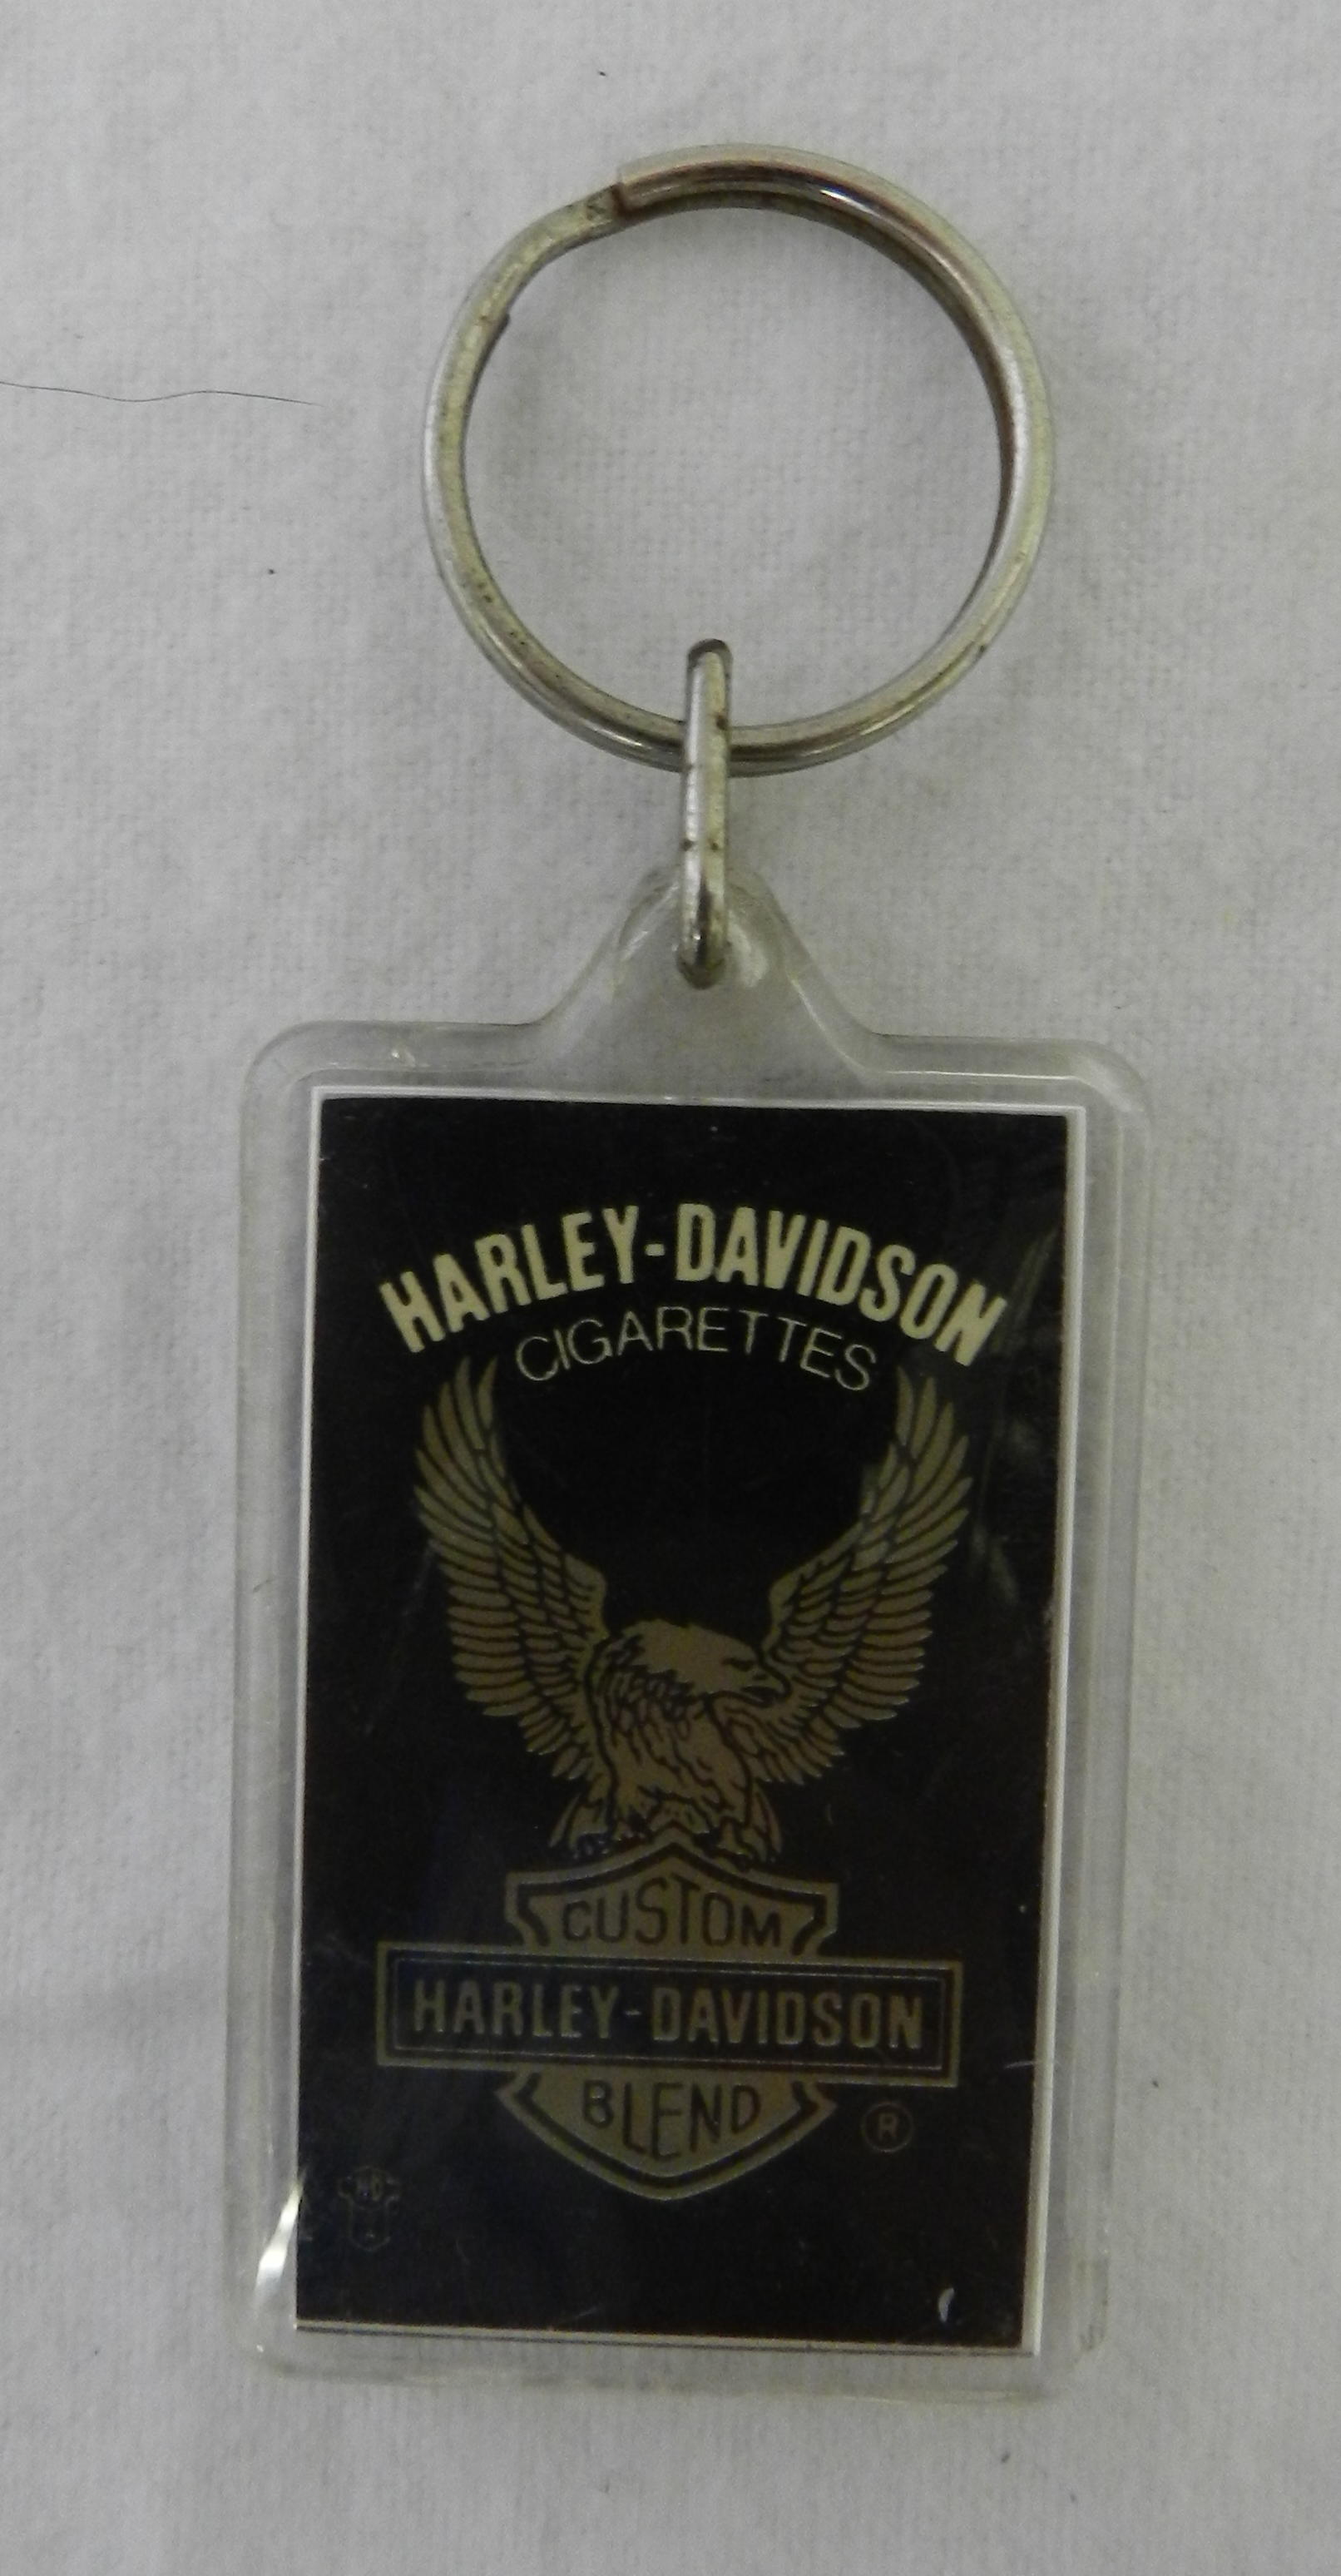 HARLEY-DAVIDSON
CIGARETTES
CUSTOM
HARLEY-DAVIDSON
BLEND
®